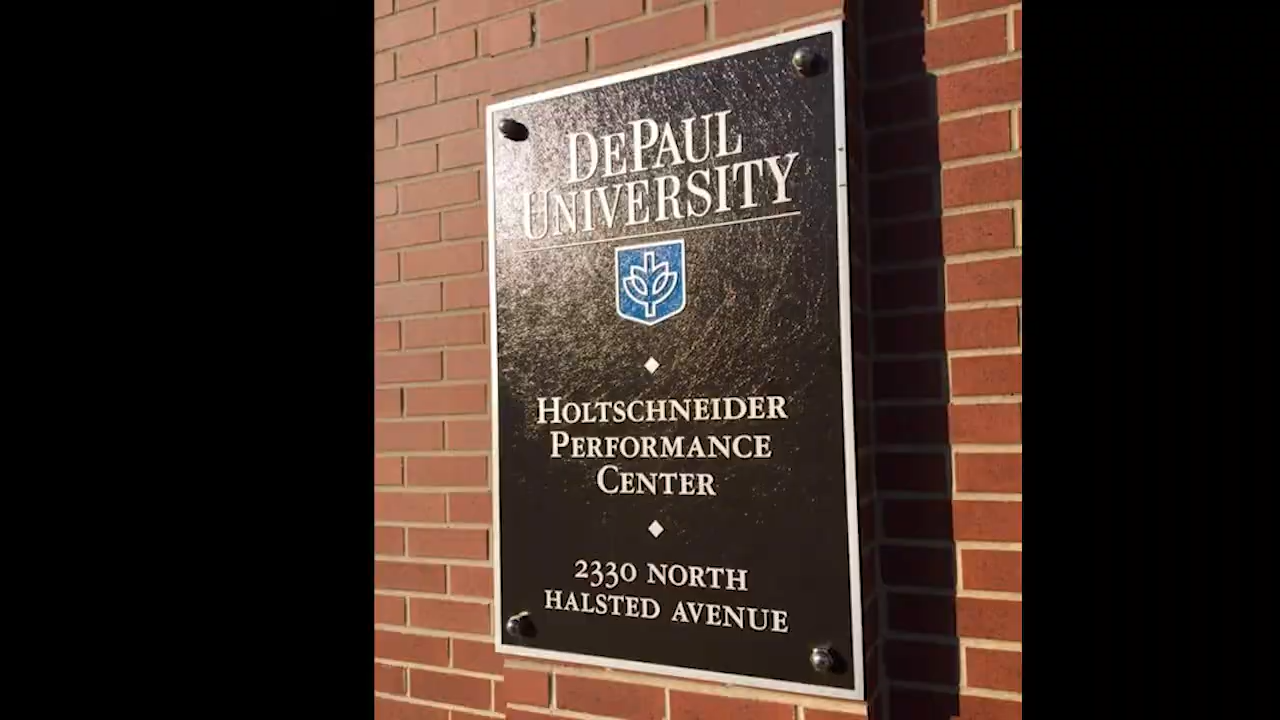 DEPAUL
UNIVERSITY
HOLTSCHNEIDER
PERFORMANCE
CENTER
2330 NORTH
HALSTED AVENUE